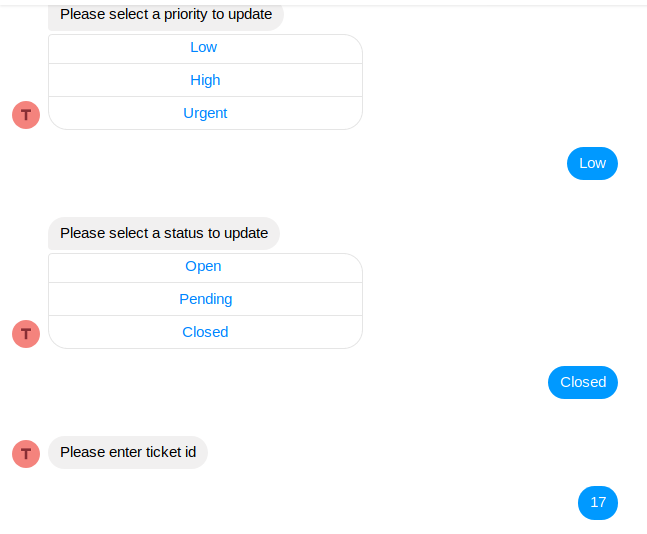 Please select a priority to update
Low
High
Urgent
T
Low
Please select a status to update
Open
Pending
Closed
T
Closed
T
Please enter ticket id
17